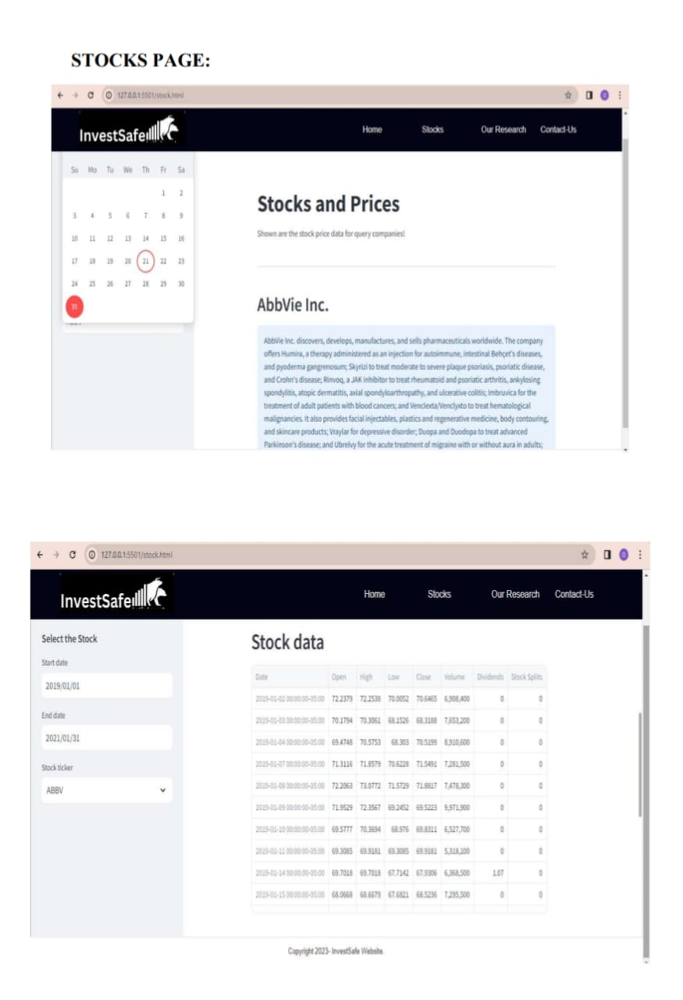 STOCKS PAGE:
127.0.0.1:5501/stock.html
InvestSafe Home Stocks Our Research Contact-Us
Su Mo Tu We Th Fr Sa
1 2
3 4 5 6 7 8 9
10 11 12 13 14 15 16
17 18 19 20 21 22 23
24 25 26 27 28 29 30
31
Stocks and Prices
Shown are the stock price data for query companies!
AbbVie Inc.
AbbVie Inc. discovers, develops, manufactures, and sells pharmaceuticals worldwide. The company
offers Humira, a therapy administered as an injection for autoimmune, intestinal Behçet's diseases,
and pyoderma gangrenosum; Skyrizi to treat moderate to severe plaque psoriasis, psoriatic disease,
and Crohn's disease; Rinvoq, a JAK inhibitor to treat rheumatoid and psoriatic arthritis, ankylosing
spondylitis, atopic dermatitis, axial spondyloarthropathy, and ulcerative colitis; Imbruvica for the
treatment of adult patients with blood cancers; and Venclexta/Venclyxto to treat hematological
malignancies. It also provides facial injectables, plastics and regenerative medicine, body contouring,
and skincare products; Vraylar for depressive disorder; Duopa and Duodopa to treat advanced
Parkinson's disease; and Ubrelvy for the acute treatment of migraine with or without aura in adults;
127.0.0.1:5501/stock.html
InvestSafe Home Stocks Our Research Contact-Us
Select the Stock
Start date
2019/01/01
End date
2021/01/31
Stock ticker
ABBV
Stock data
Date Open High Low Close Volume Dividends Stock Splits
2019-01-02 00:00:00-05:00 72.2379 72.2538 70.0052 70.6465 6,908,400 0 0
2019-01-03 00:00:00-05:00 70.1794 70.3061 68.1526 68.3188 7,653,200 0 0
2019-01-04 00:00:00-05:00 69.4748 70.5753 68.303 70.5199 8,910,600 0 0
2019-01-07 00:00:00-05:00 71.3116 71.8579 70.6228 71.5491 7,281,500 0 0
2019-01-08 00:00:00-05:00 72.2063 73.0772 71.5729 71.8817 7,478,300 0 0
2019-01-09 00:00:00-05:00 71.9529 72.3567 69.2452 69.5223 9,971,900 0 0
2019-01-10 00:00:00-05:00 69.5777 70.3694 68.976 69.8311 6,527,700 0 0
2019-01-11 00:00:00-05:00 69.3085 69.9181 69.3085 69.9181 5,318,100 0 0
2019-01-14 00:00:00-05:00 69.7018 69.7018 67.7142 67.9306 6,368,500 1.07 0
2019-01-15 00:00:00-05:00 68.0668 68.6679 67.6821 68.5236 7,295,500 0 0
Copyright 2023- InvestSafe Website.